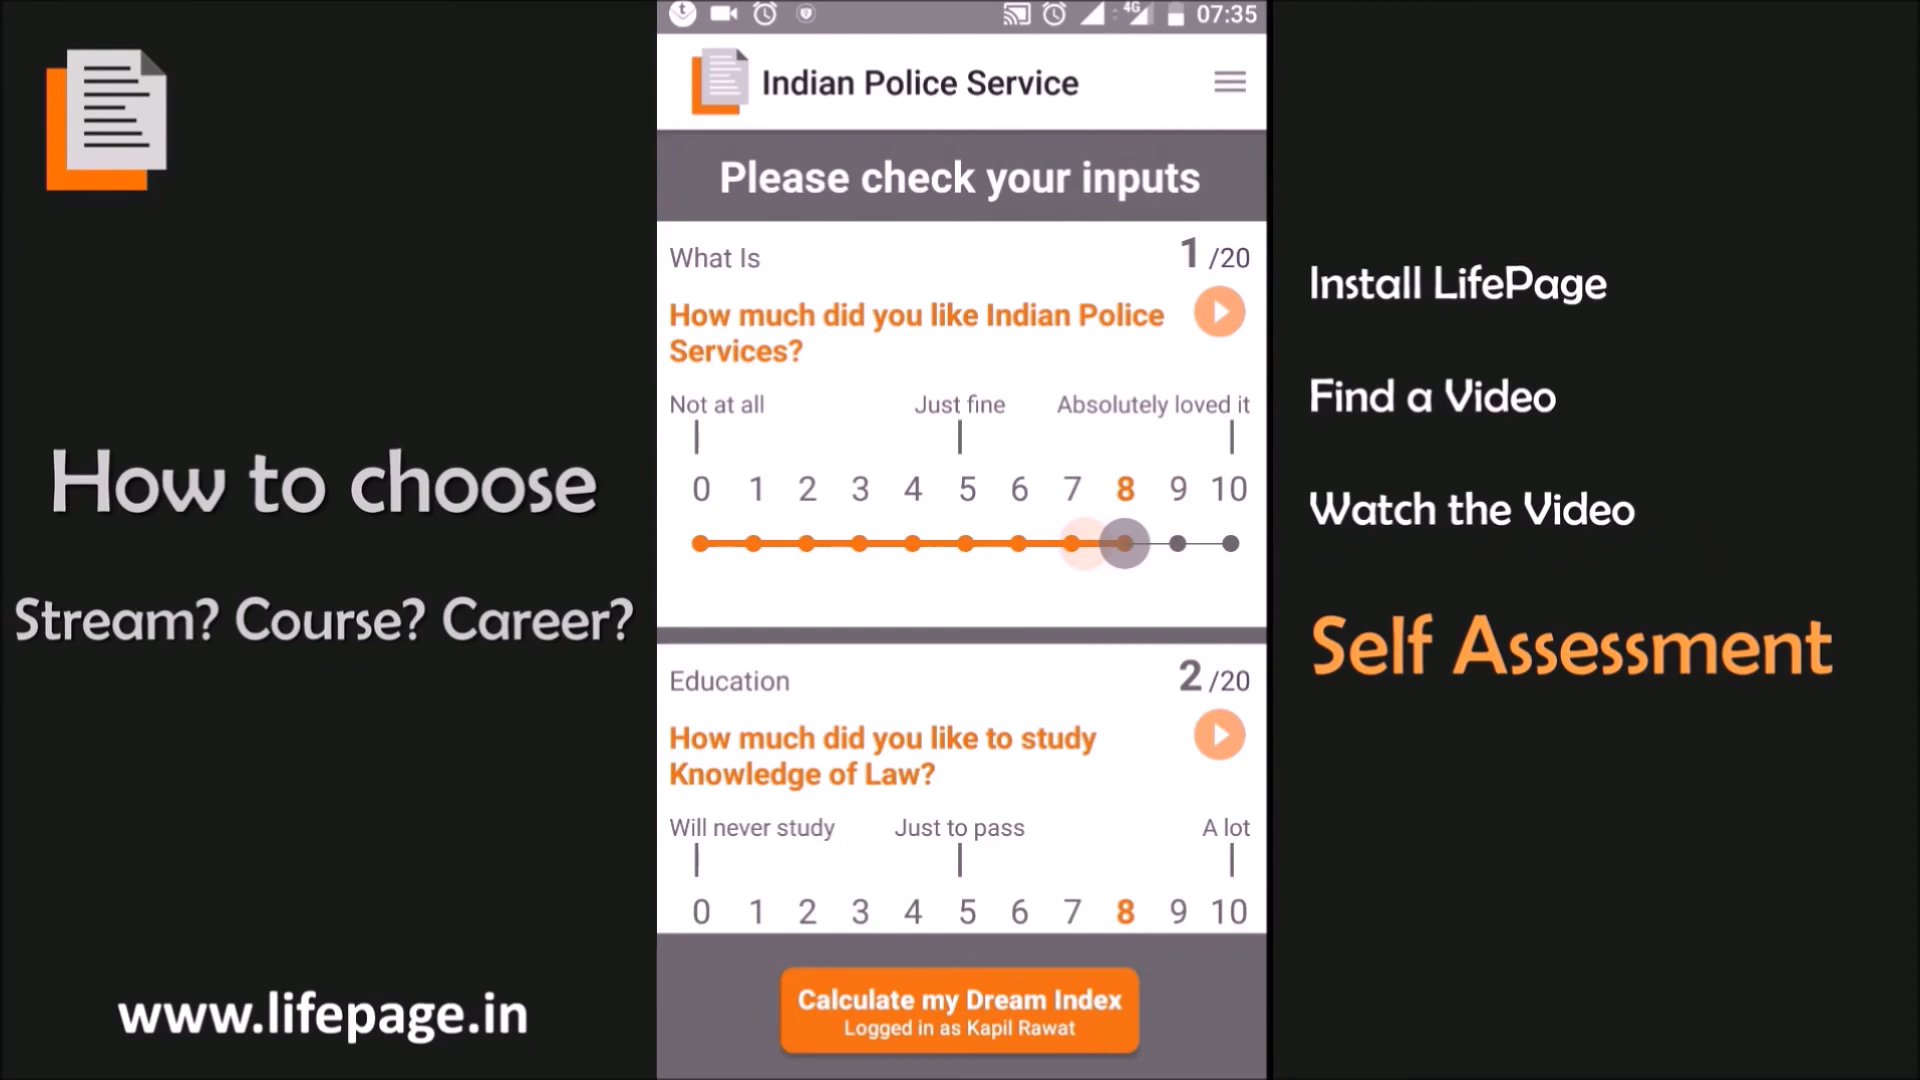 How to choose
Stream? Course? Career?
www.lifepage.in
4G 07:35
Indian Police Service
Please check your inputs
What Is 1 /20
How much did you like Indian Police
Services?
Not at all Just fine Absolutely loved it
0 1 2 3 4 5 6 7 8 9 10
Education 2 /20
How much did you like to study
Knowledge of Law?
Will never study Just to pass A lot
0 1 2 3 4 5 6 7 8 9 10
Calculate my Dream Index
Logged in as Kapil Rawat
Install LifePage
Find a Video
Watch the Video
Self Assessment